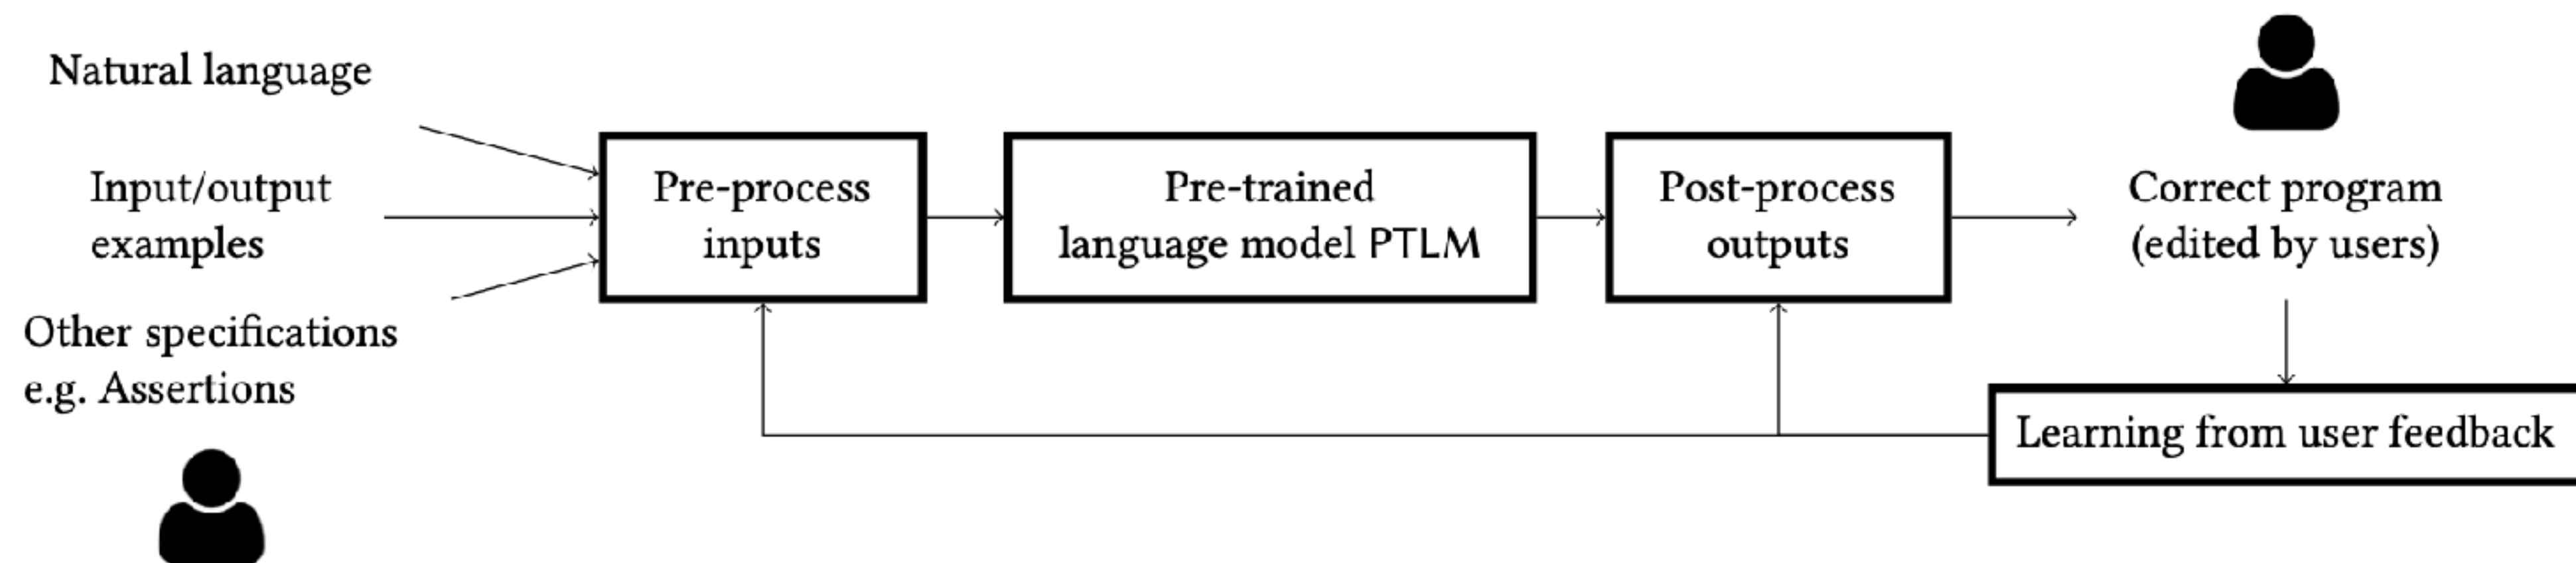 Natural language
Input/output
examples
Other specifications
e.g. Assertions
Pre-process
inputs
Pre-trained
language model PTLM
Post-process
outputs
Correct program
(edited by users)
Learning from user feedback